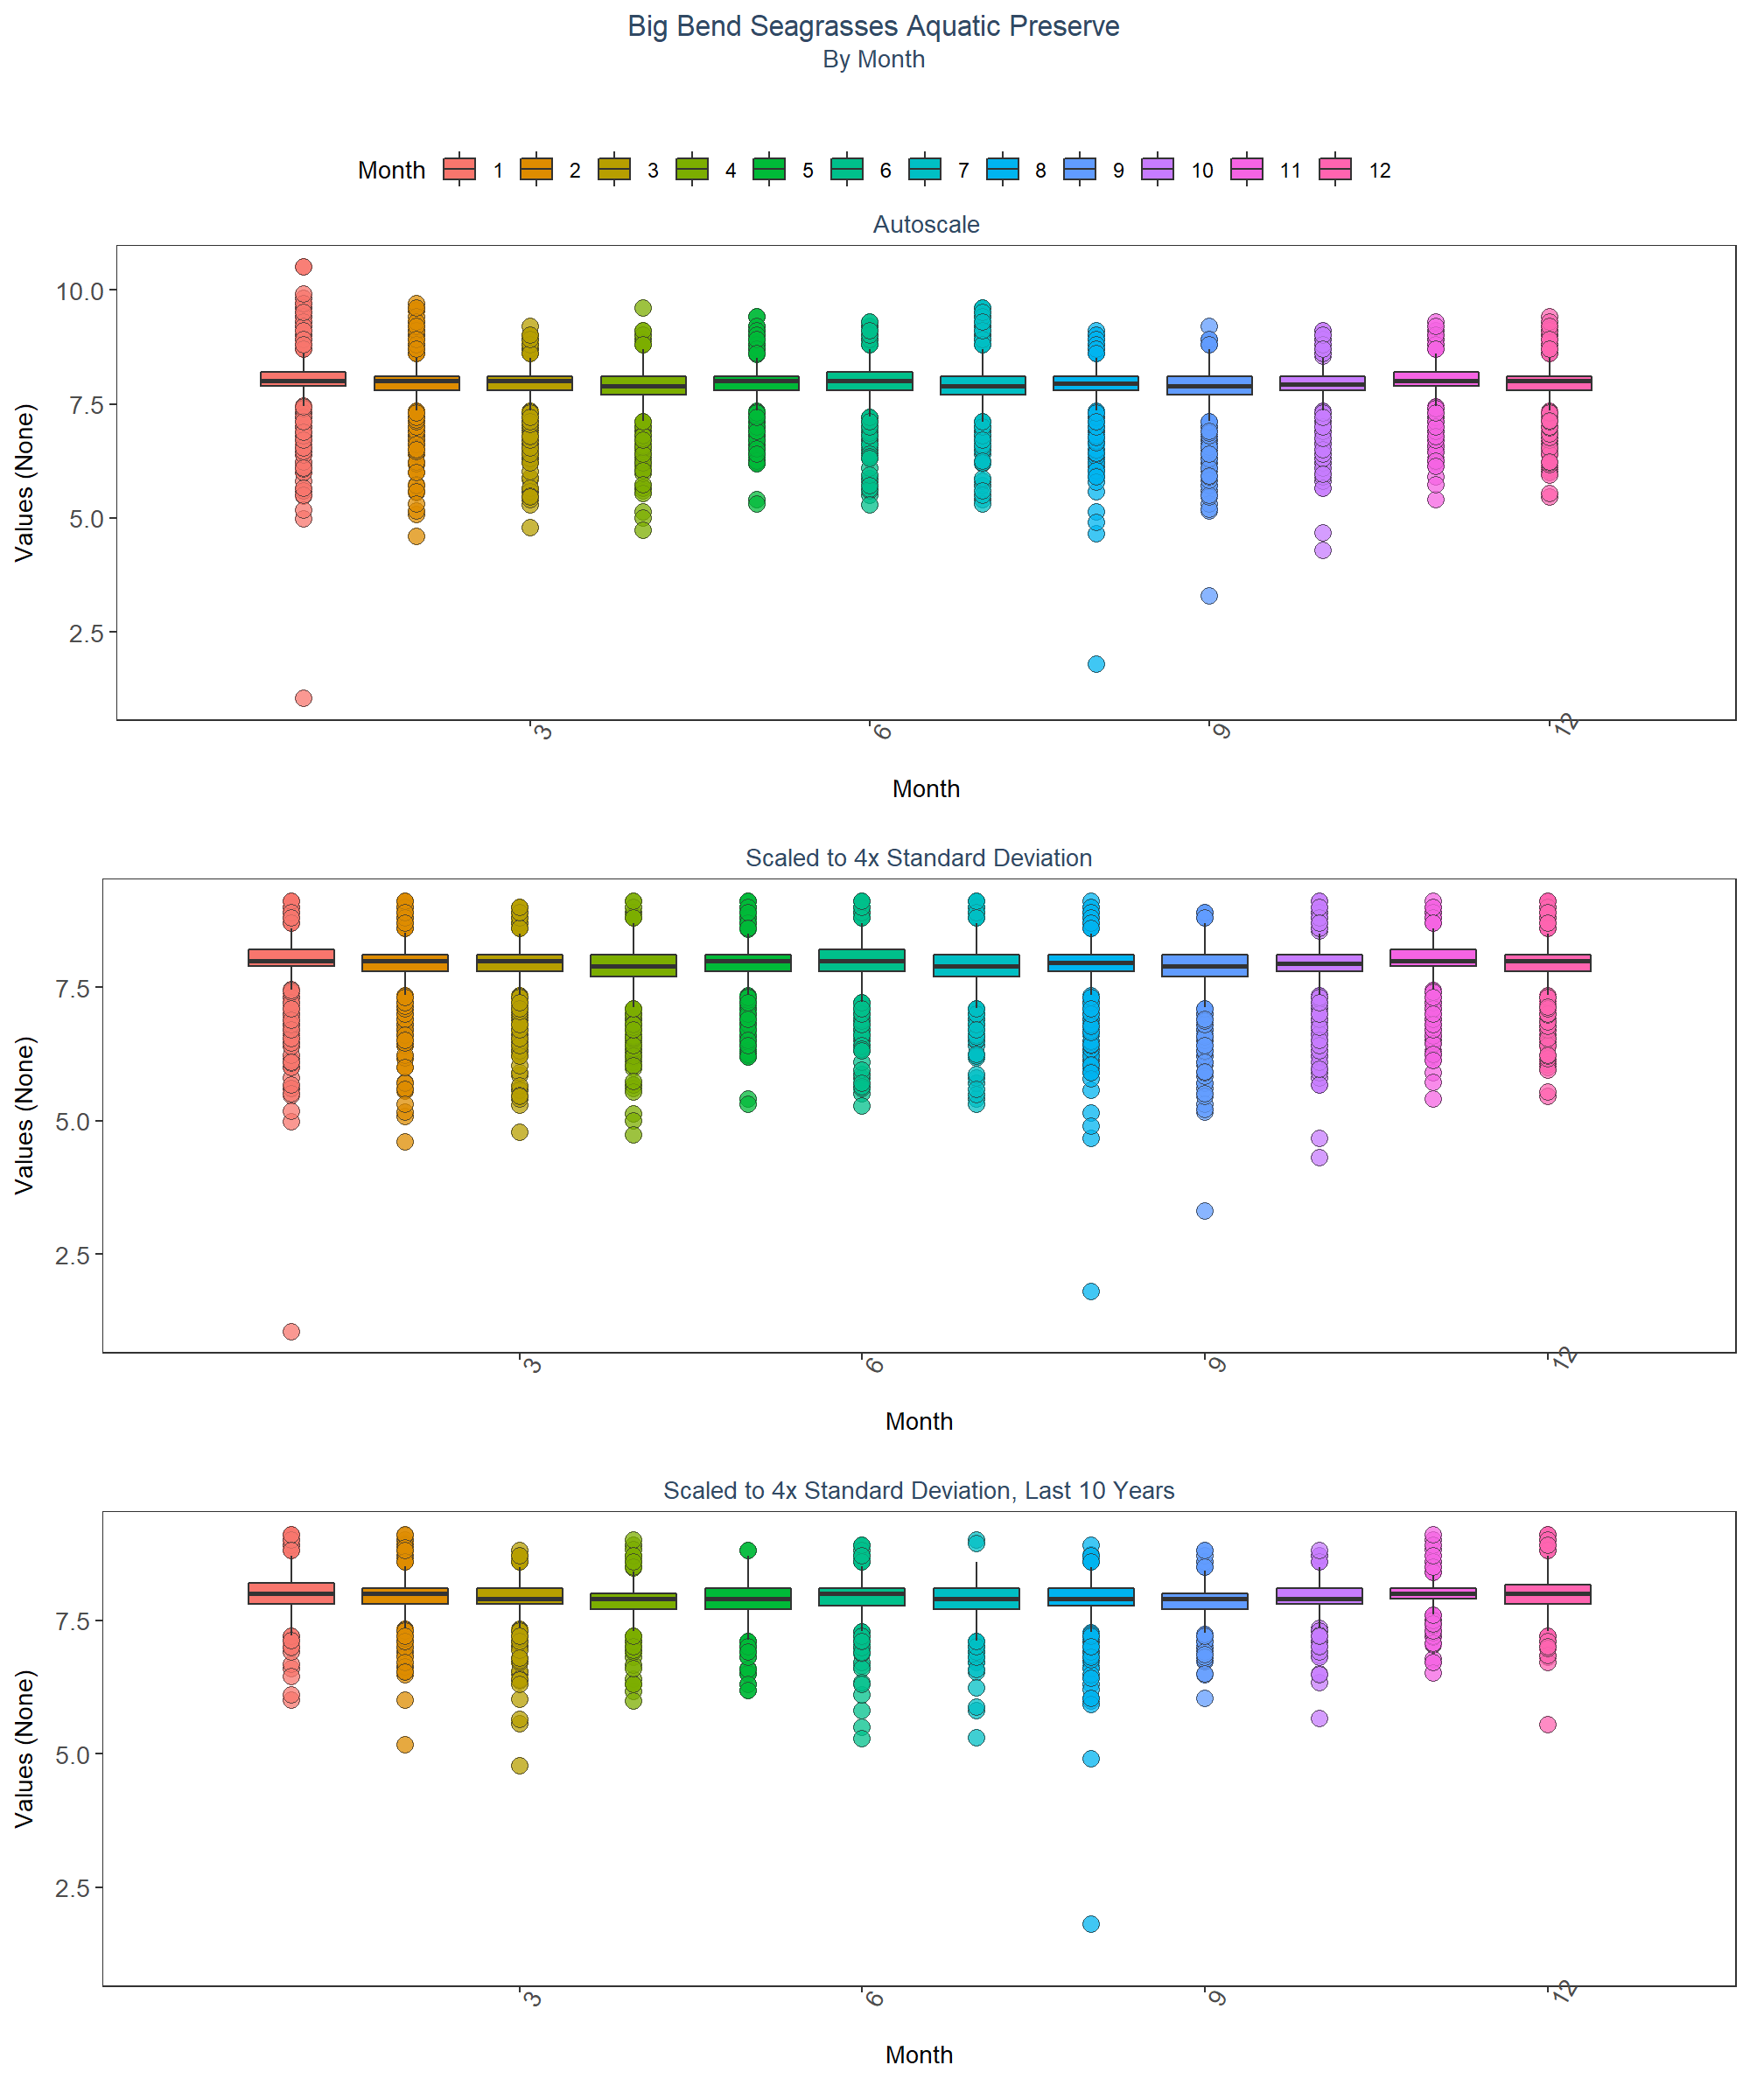 Big Bend Seagrasses Aquatic Preserve
By Month
Month 1 2 3 4 5 6 7 8 9 10 11 12
Autoscale
Values (None)
10.0
7.5
5.0
2.5
3 6 9 12
Month
Scaled to 4x Standard Deviation
Values (None)
7.5
5.0
2.5
3 6 9 12
Month
Scaled to 4x Standard Deviation, Last 10 Years
Values (None)
7.5
5.0
2.5
3 6 9 12
Month